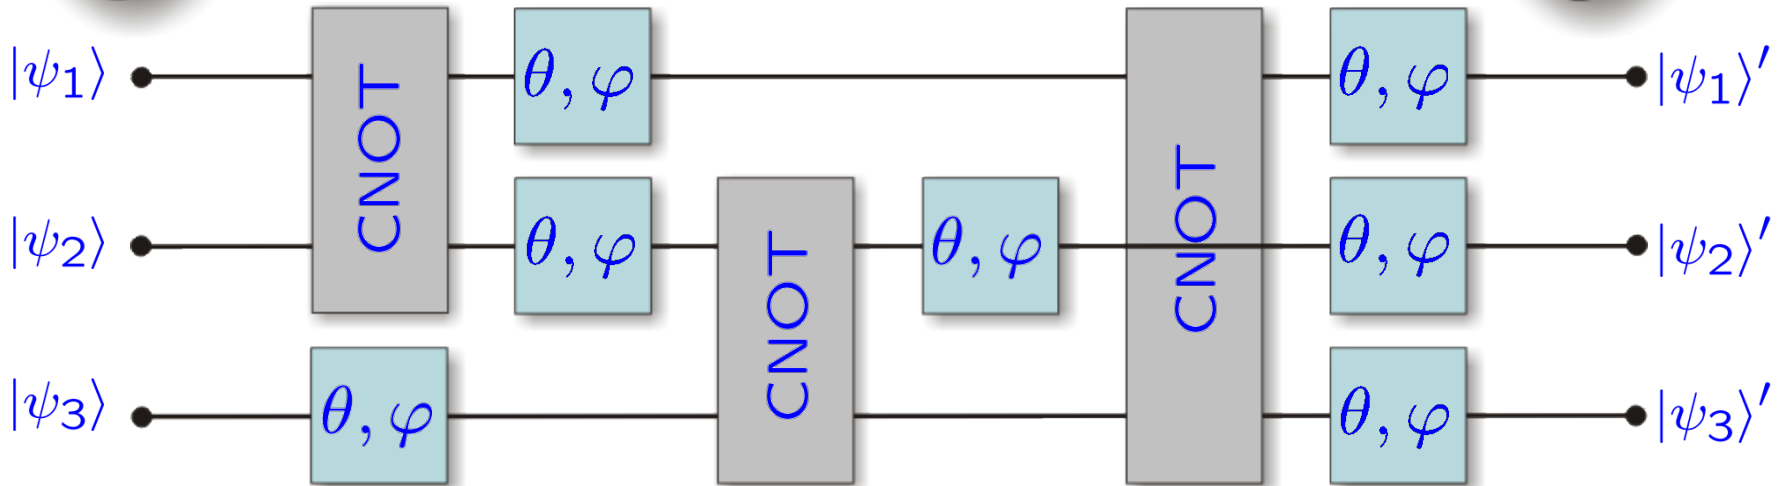 |ψ1⟩ CNOT θ, φ CNOT θ, φ |ψ1⟩′
|ψ2⟩ θ, φ CNOT θ, φ θ, φ |ψ2⟩′
|ψ3⟩ θ, φ θ, φ |ψ3⟩′